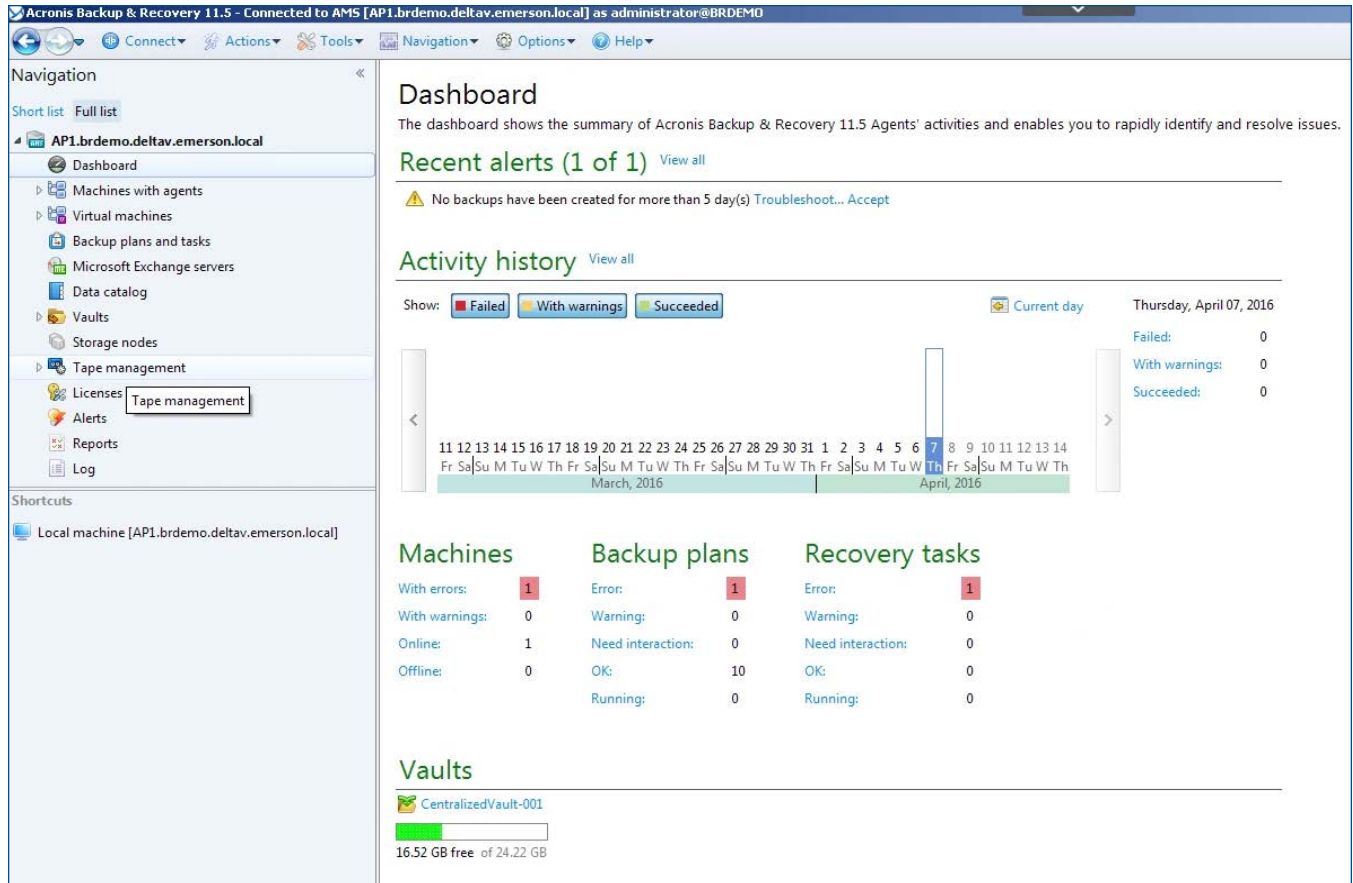 Acronis Backup & Recovery 11.5 - Connected to AMS [AP1.brdemo.deltav.emerson.local] as administrator@BRDEMO
Connect Actions Tools Navigation Options Help
Navigation
Short list Full list
AP1.brdemo.deltav.emerson.local
Dashboard
Machines with agents
Virtual machines
Backup plans and tasks
Microsoft Exchange servers
Data catalog
Vaults
Storage nodes
Tape management
Licenses
Tape management
Alerts
Reports
Log
Shortcuts
Local machine [AP1.brdemo.deltav.emerson.local]
Dashboard
The dashboard shows the summary of Acronis Backup & Recovery 11.5 Agents' activities and enables you to rapidly identify and resolve issues.
Recent alerts (1 of 1) View all
No backups have been created for more than 5 day(s) Troubleshoot... Accept
Activity history View all
Show: Failed With warnings Succeeded Current day
11 12 13 14 15 16 17 18 19 20 21 22 23 24 25 26 27 28 29 30 31 1 2 3 4 5 6 7 8 9 10 11 12 13 14
Fr Sa Su M Tu W Th Fr Sa Su M Tu W Th Fr Sa Su M Tu W Th Fr Sa Su M Tu W Th Fr Sa Su M Tu W Th
March, 2016 April, 2016
Thursday, April 07, 2016
Failed: 0
With warnings: 0
Succeeded: 0
Machines
With errors: 1
With warnings: 0
Online: 1
Offline: 0
Backup plans
Error: 1
Warning: 0
Need interaction: 0
OK: 10
Running: 0
Recovery tasks
Error: 1
Warning: 0
Need interaction: 0
OK: 0
Running: 0
Vaults
CentralizedVault-001
16.52 GB free of 24.22 GB